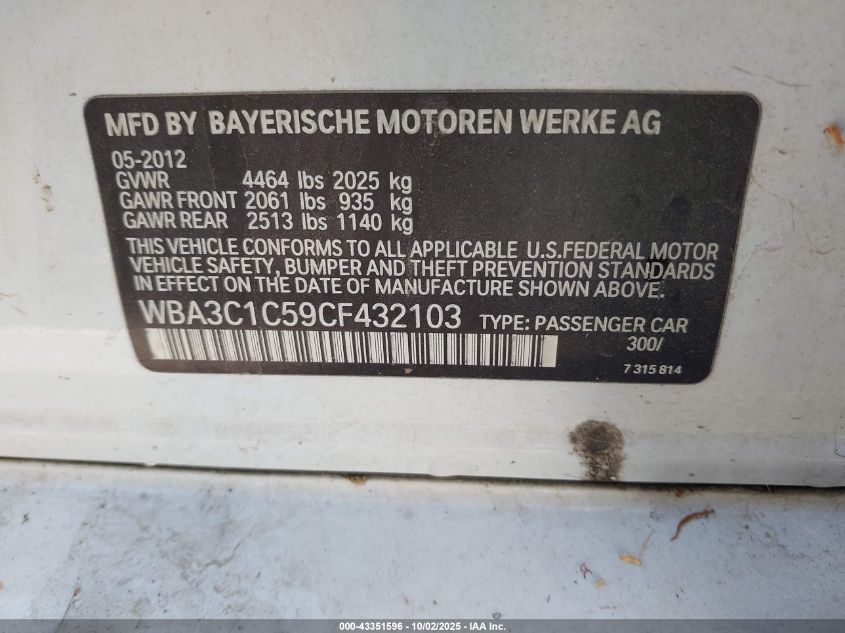 MFD BY BAYERISCHE MOTOREN WERKE AG
05-2012
GVWR 4464 lbs 2025 kg
GAWR FRONT 2061 lbs 935 kg
GAWR REAR 2513 lbs 1140 kg
THIS VEHICLE CONFORMS TO ALL APPLICABLE U.S.FEDERAL MOTOR
VEHICLE SAFETY, BUMPER AND THEFT PREVENTION STANDARDS
IN EFFECT ON THE DATE OF MANUFACTURE SHOWN ABOVE.
WBA3C1C59CF432103 TYPE: PASSENGER CAR
300/
7 315 814
000-43351596 - 10/02/2025 - IAA Inc.